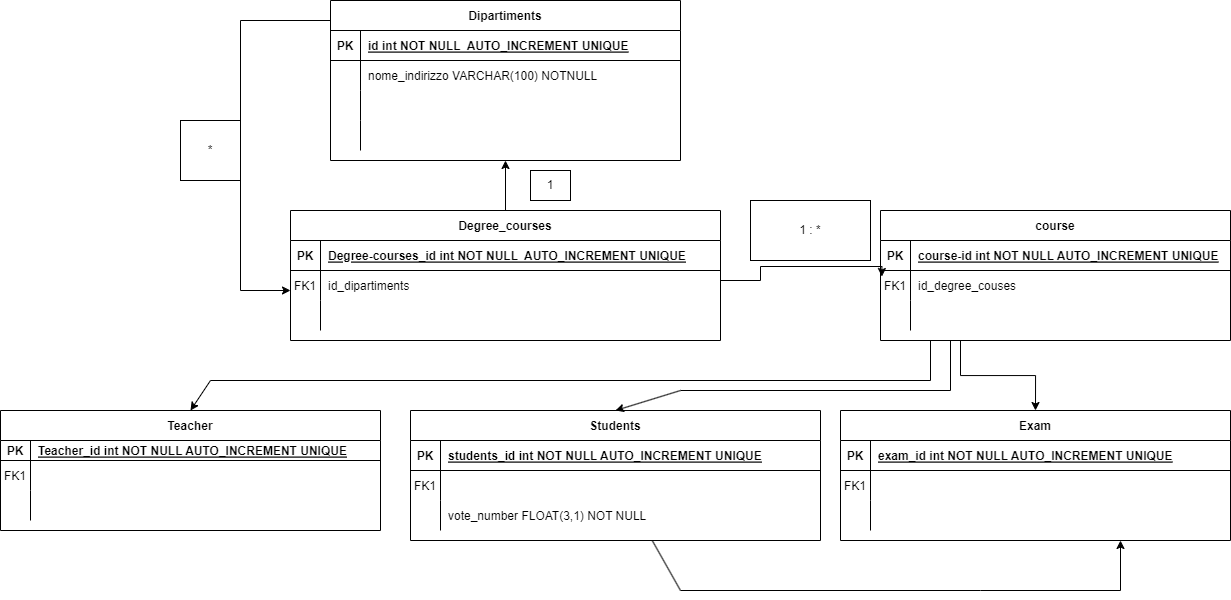 Dipartiments
PK id int NOT NULL AUTO_INCREMENT UNIQUE
nome_indirizzo VARCHAR(100) NOTNULL
*
1
Degree_courses
PK Degree-courses_id int NOT NULL AUTO_INCREMENT UNIQUE
FK1 id_dipartiments
1 : *
course
PK course-id int NOT NULL AUTO_INCREMENT UNIQUE
FK1 id_degree_couses
Teacher
PK Teacher_id int NOT NULL AUTO_INCREMENT UNIQUE
FK1
Students
PK students_id int NOT NULL AUTO_INCREMENT UNIQUE
FK1
vote_number FLOAT(3,1) NOT NULL
Exam
PK exam_id int NOT NULL AUTO_INCREMENT UNIQUE
FK1